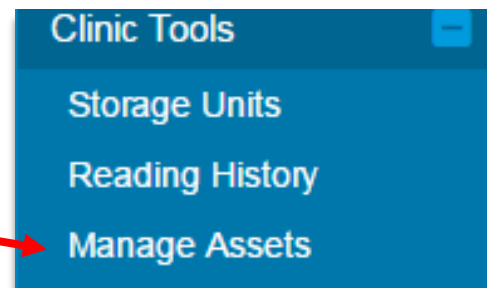 Clinic Tools
Storage Units
Reading History
Manage Assets